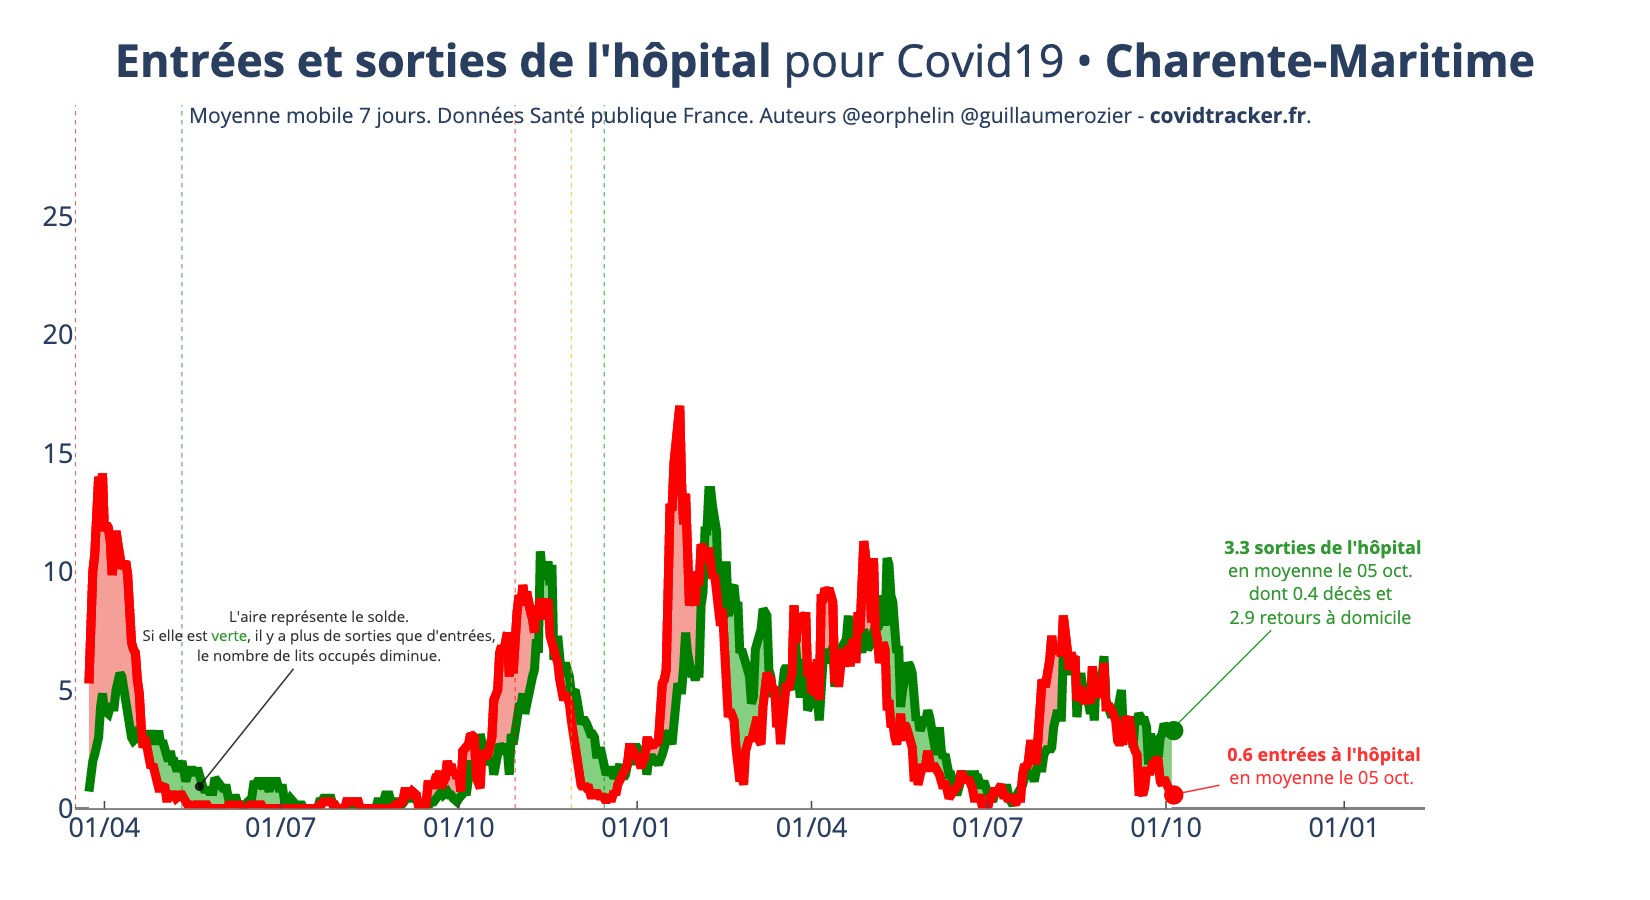 Entrées et sorties de l'hôpital pour Covid19 • Charente-Maritime
Moyenne mobile 7 jours. Données Santé publique France. Auteurs @eorphelin @guillaumerozier - covidtracker.fr.
25
20
15
10
5
0
L'aire représente le solde.
Si elle est verte, il y a plus de sorties que d'entrées,
le nombre de lits occupés diminue.
3.3 sorties de l'hôpital
en moyenne le 05 oct.
dont 0.4 décès et
2.9 retours à domicile
0.6 entrées à l'hôpital
en moyenne le 05 oct.
01/04 01/07 01/10 01/01 01/04 01/07 01/10 01/01